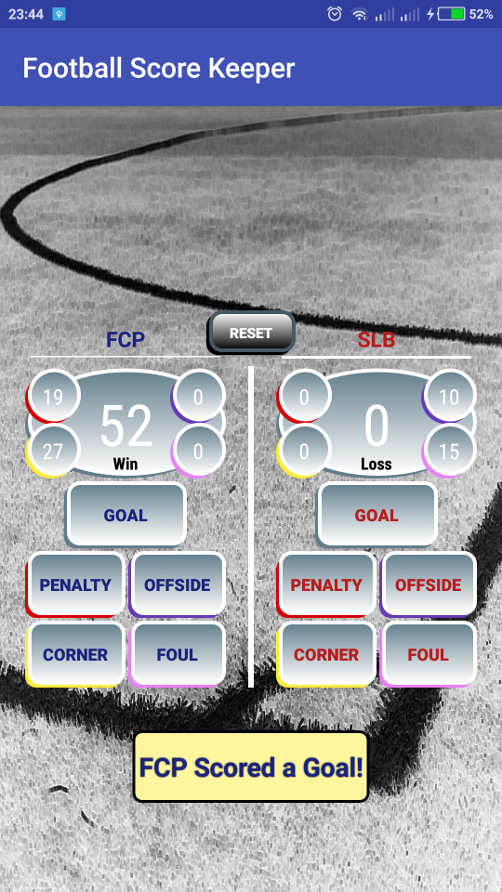 23:44 52%
Football Score Keeper
RESET
FCP SLB
19 0 0 10
52 0
27 0 0 15
Win Loss
GOAL GOAL
PENALTY OFFSIDE PENALTY OFFSIDE
CORNER FOUL CORNER FOUL
FCP Scored a Goal!